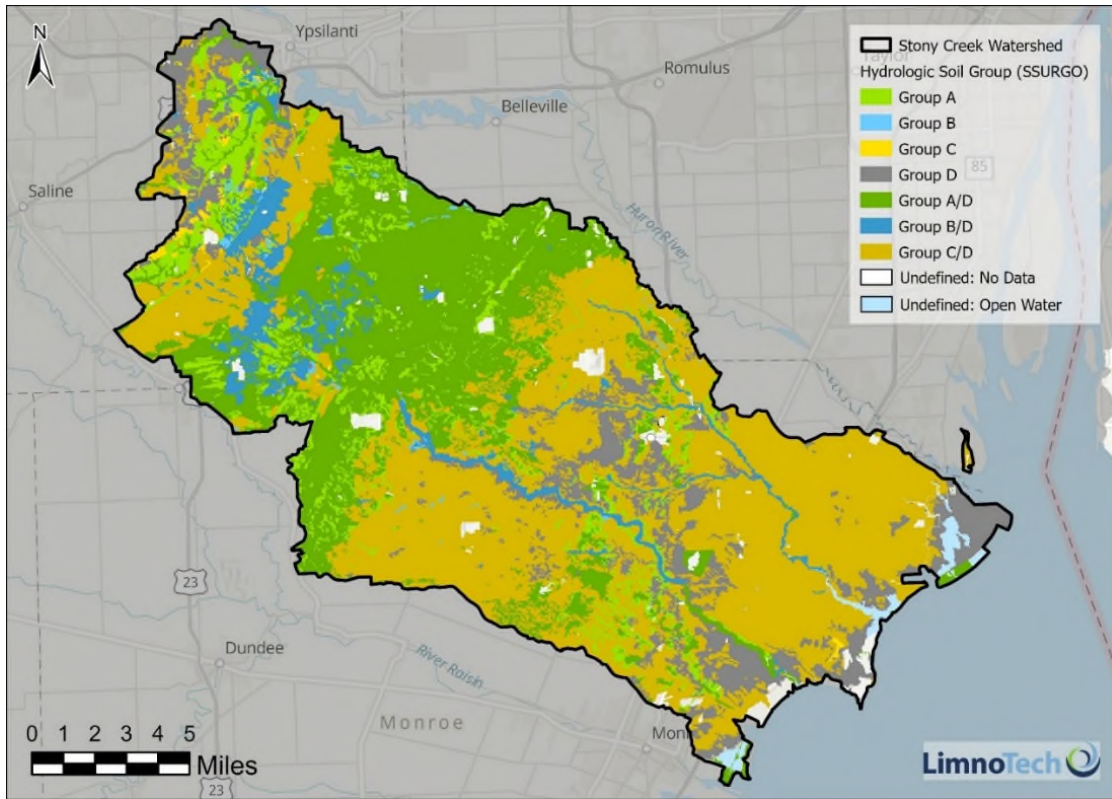 N
Ypsilanti
Romulus
Belleville
Saline
Huron River
Stony Creek Watershed
Taylor
Hydrologic Soil Group (SSURGO)
Group A
Group B
Group C
Group D
85
Group A/D
Group B/D
Group C/D
Undefined: No Data
Undefined: Open Water
23
Dundee
River Raisin
Monroe
Mon
0 1 2 3 4 5
Miles
23
LimnoTech